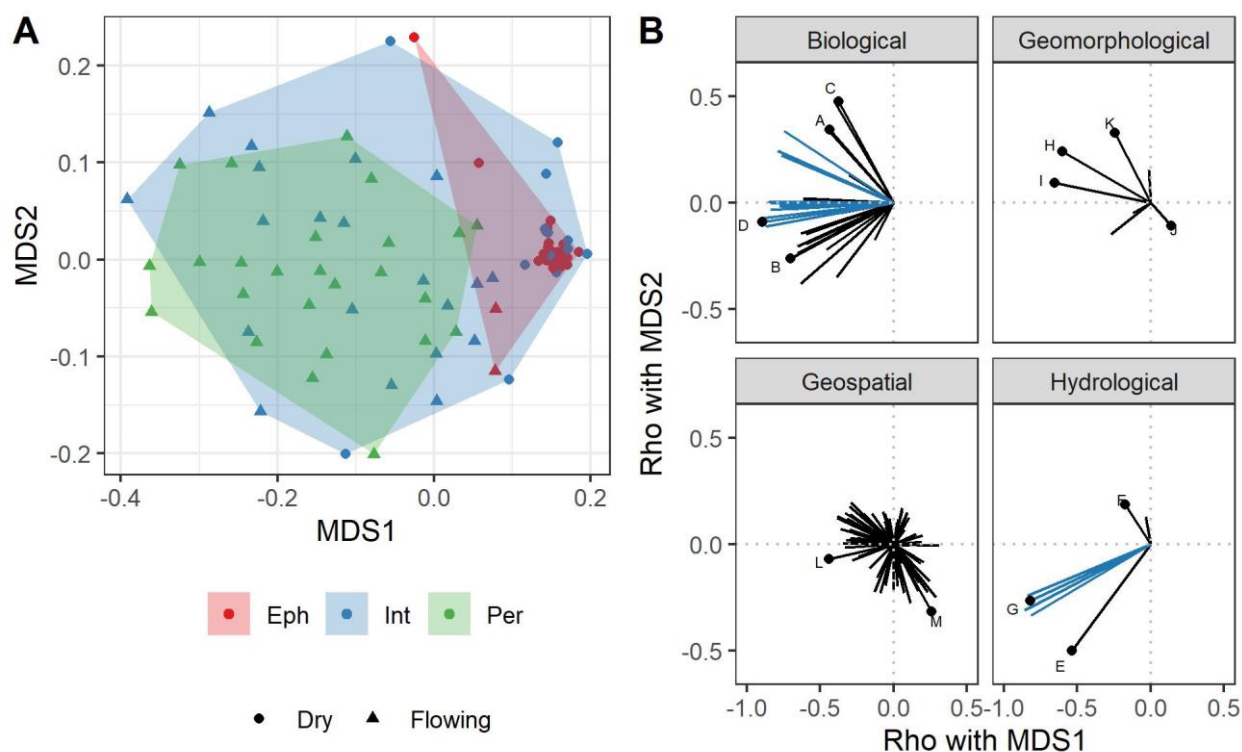 A
MDS2
0.2
0.1
0.0
-0.1
-0.2
-0.4
-0.2
0.0
0.2
MDS1
Eph
Int
Per
Dry
Flowing
B
Rho with MDS2
Biological
Geomorphological
0.5
0.0
-0.5
C
A
D
B
K
H
I
J
Geospatial
Hydrological
0.5
0.0
-0.5
L
M
F
G
E
-1.0 -0.5 0.0 0.5
-1.0 -0.5 0.0 0.5
Rho with MDS1